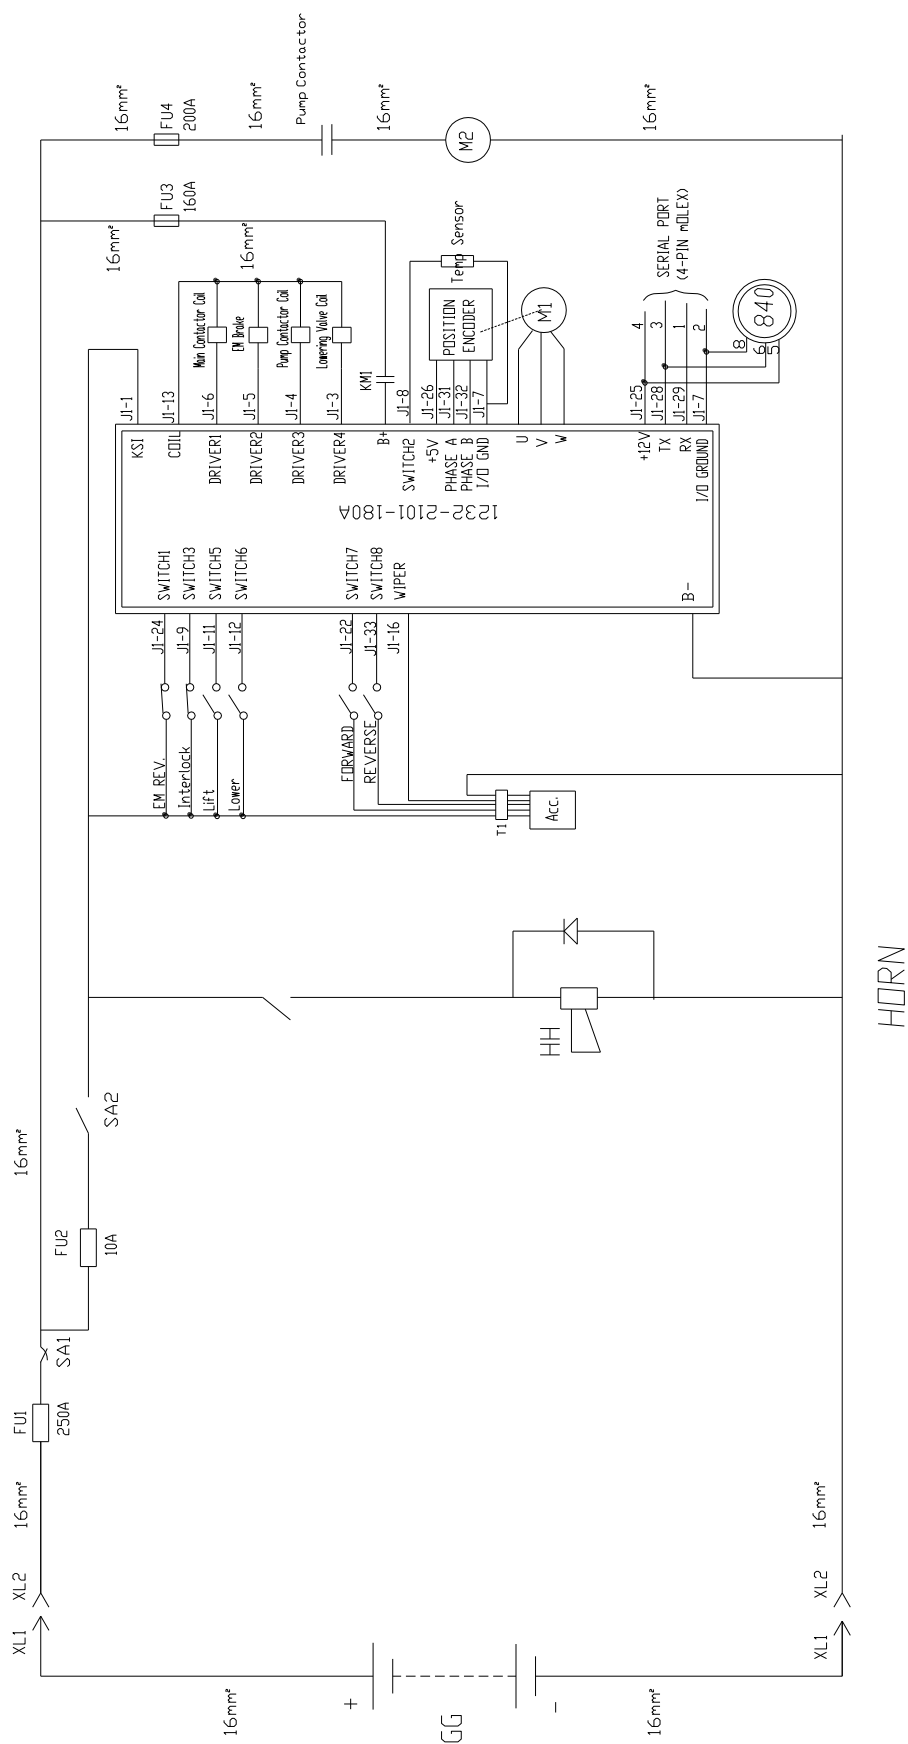 16mm²
FU4
200A
16mm²
Pump Contactor
16mm²
M2
16mm²
16mm²
FU3
160A
16mm²
Main Contactor Coil
EM Brake
Pump Contactor Coil
Lowering Valve Coil
KM1
Temp Sensor
POSITION
ENCODER
M1
SERIAL PORT
(4-PIN mOLEX)
4
3
1
2
840
8
6
5
J1-1
J1-13
J1-6
J1-5
J1-4
J1-3
J1-8
J1-26
J1-31
J1-32
J1-7
J1-25
J1-28
J1-29
J1-7
KSI
COIL
DRIVER1
DRIVER2
DRIVER3
DRIVER4
B+
SWITCH2
+5V
PHASE A
PHASE B
I/O GND
U
V
W
+12V
TX
RX
I/O GROUND
1232-2101-180A
SWITCH1
SWITCH3
SWITCH5
SWITCH6
SWITCH7
SWITCH8
WIPER
B-
J1-24
J1-9
J1-11
J1-12
J1-22
J1-33
J1-16
EM REV.
Interlock
Lift
Lower
FORWARD
REVERSE
T1
Acc.
HH
HORN
16mm²
SA2
FU2
10A
SA1
FU1
250A
16mm²
16mm²
XL2
XL2
XL1
XL1
16mm²
+
GG
-
16mm²